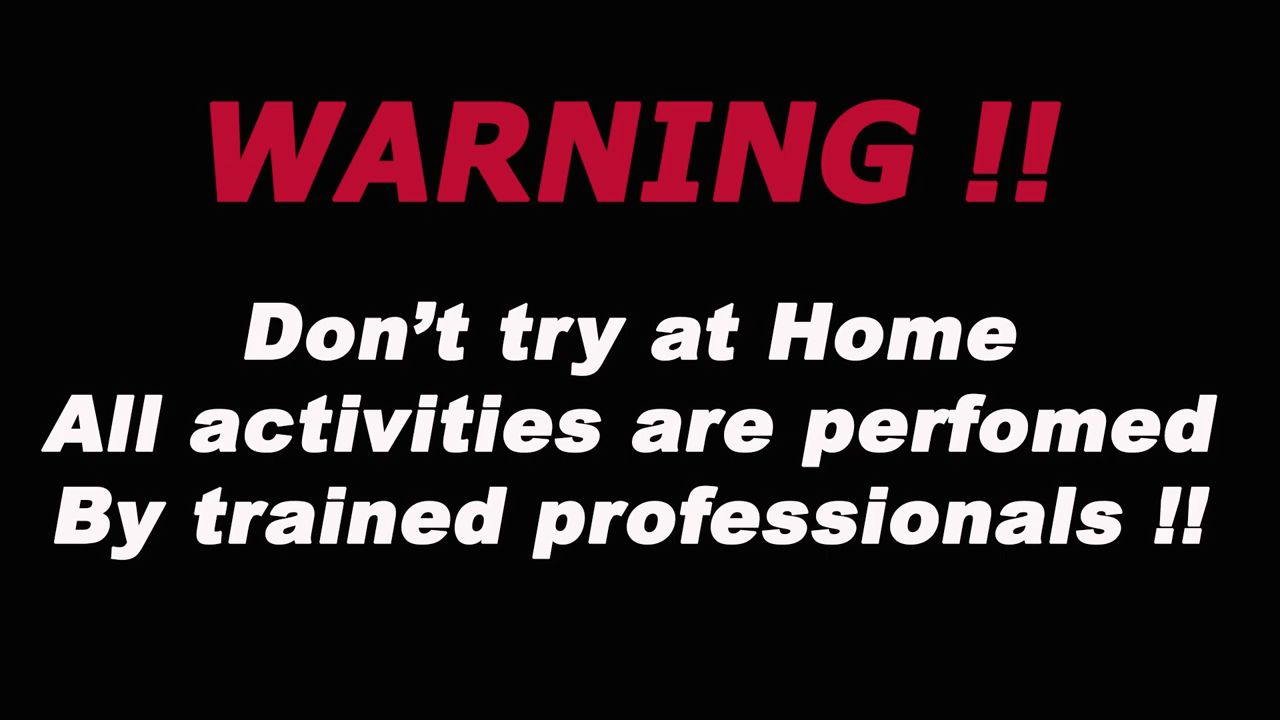 WARNING !!
Don’t try at Home
All activities are perfomed
By trained professionals !!